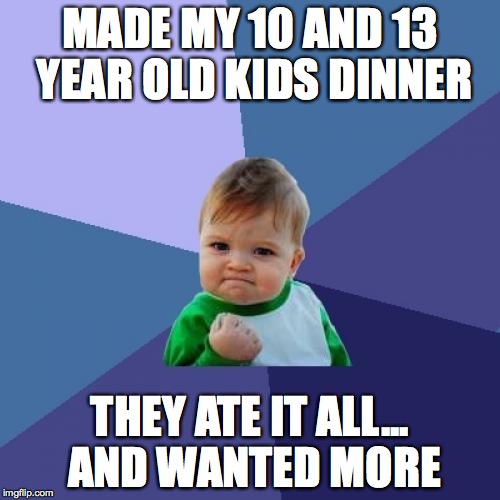 MADE MY 10 AND 13
YEAR OLD KIDS DINNER
THEY ATE IT ALL...
AND WANTED MORE
imgflip.com